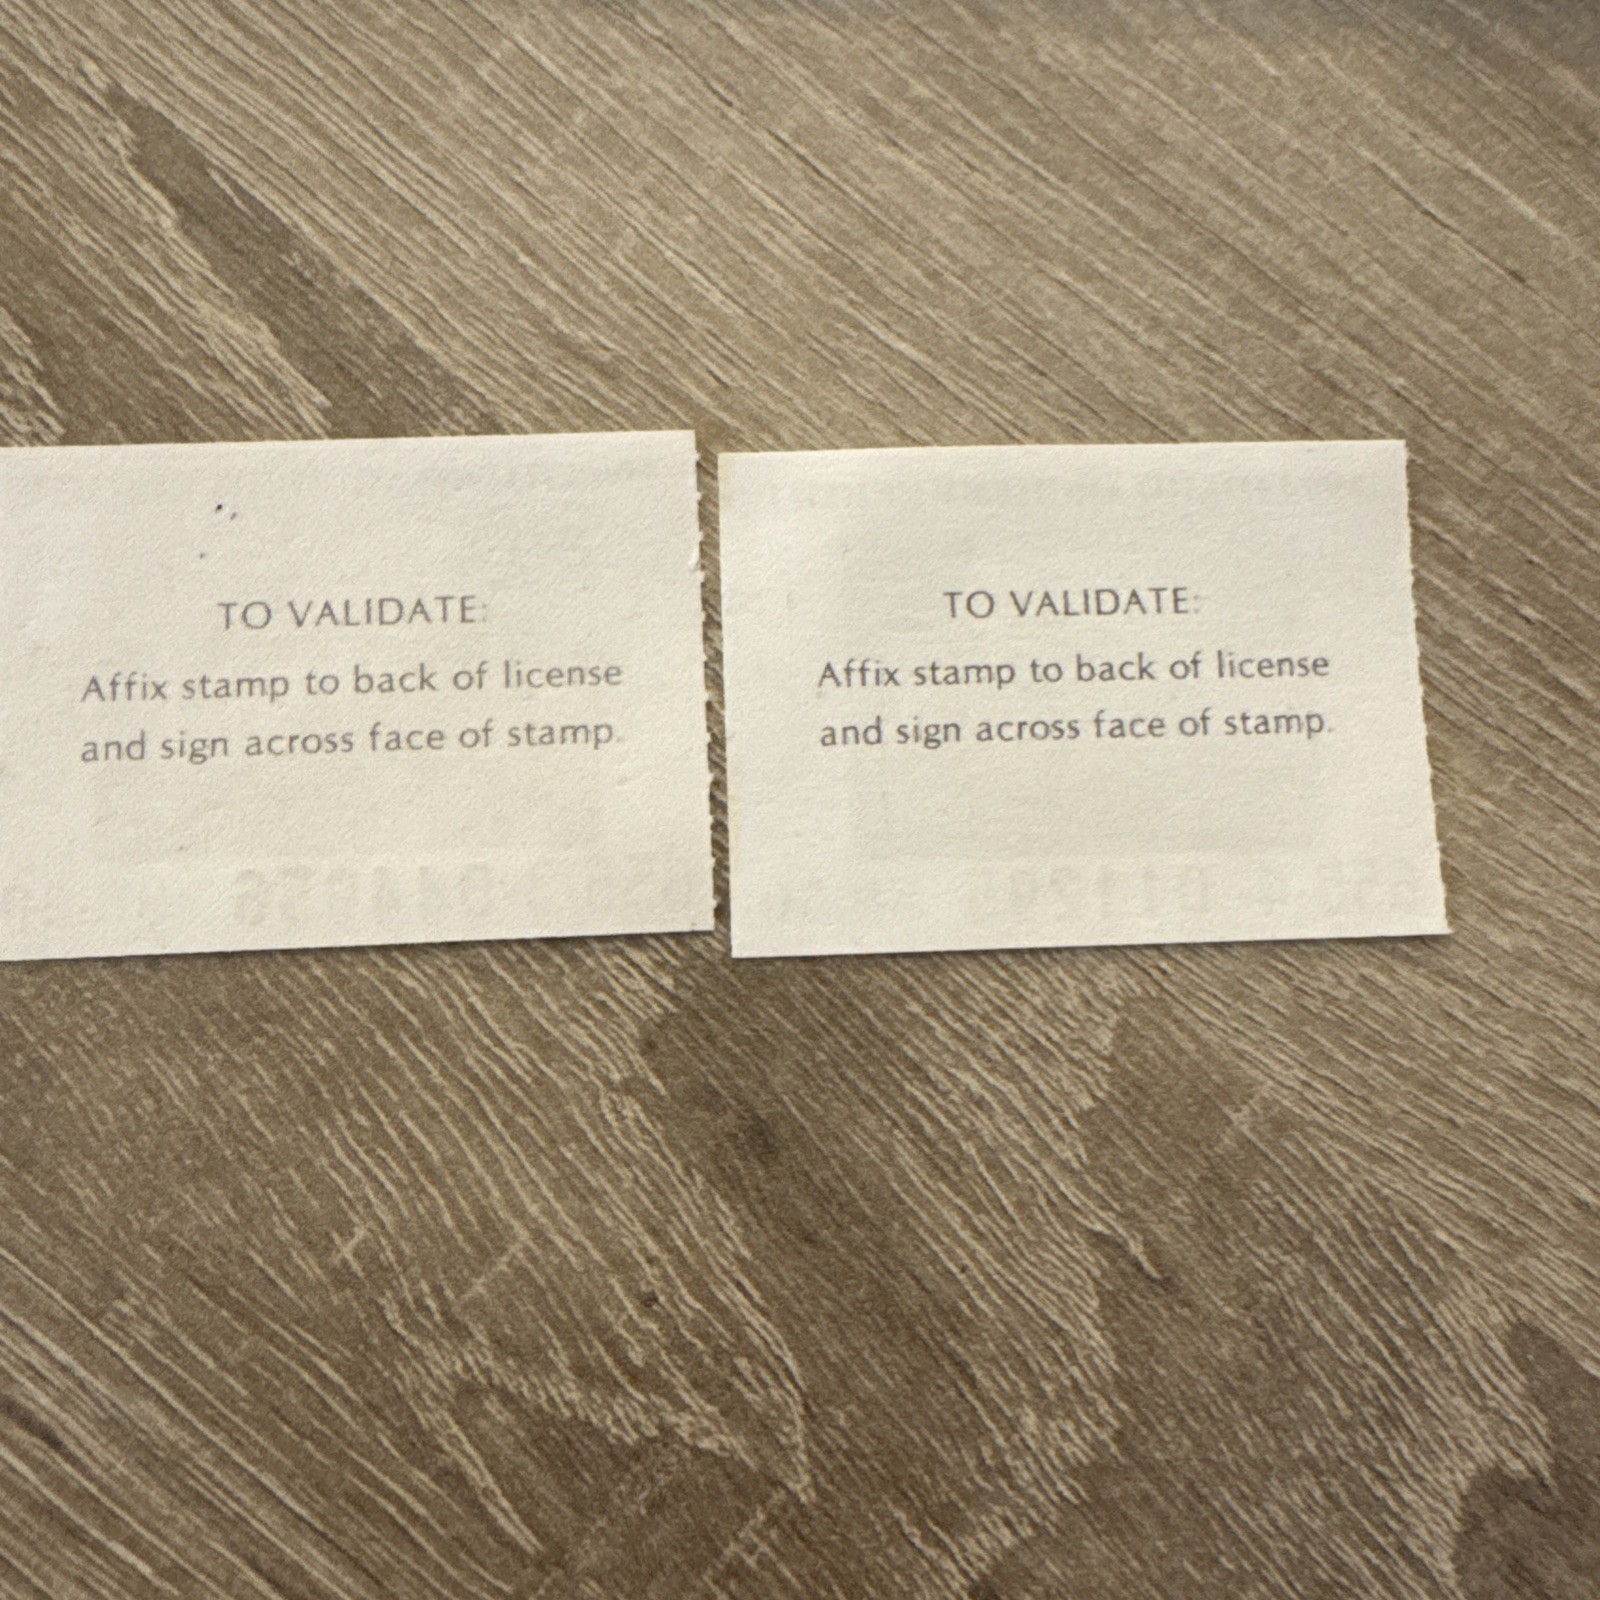 TO VALIDATE:
Affix stamp to back of license
and sign across face of stamp.
TO VALIDATE:
Affix stamp to back of license
and sign across face of stamp.